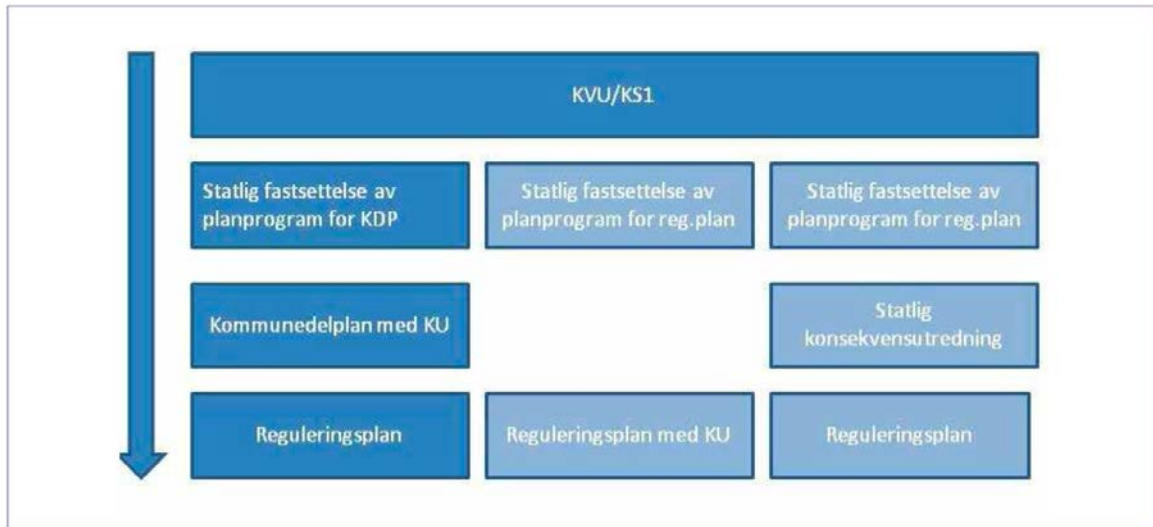 KVU/KS1
Statlig fastsettelse av
planprogram for KDP
Statlig fastsettelse av
planprogram for reg.plan
Statlig fastsettelse av
planprogram for reg.plan
Kommunedelplan med KU
Statlig
konsekvensutredning
Reguleringsplan
Reguleringsplan med KU
Reguleringsplan